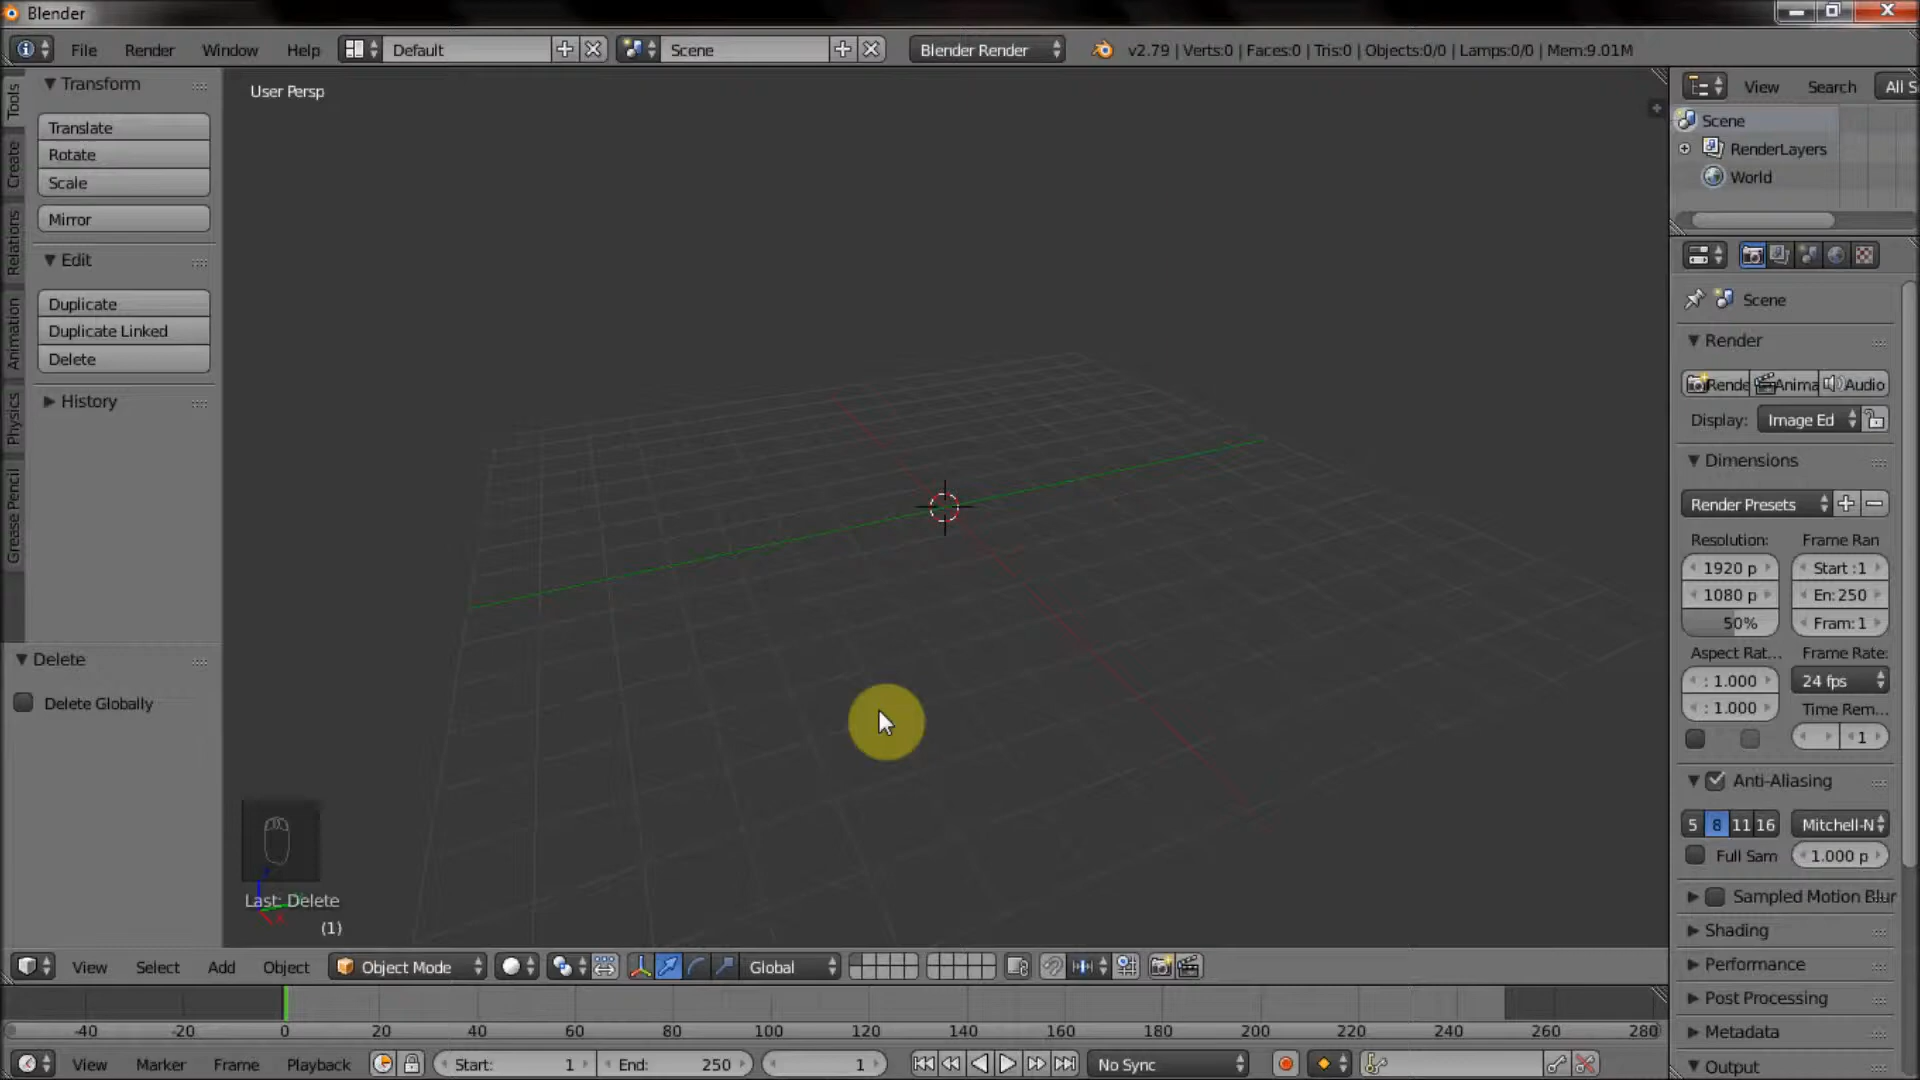 Blender
File Render Window Help Default Scene Blender Render v2.79 | Verts:0 | Faces:0 | Tris:0 | Objects:0/0 | Lamps:0/0 | Mem:9.01M
Tools
Create
Relations
Animation
Physics
Grease Pencil
Transform
Translate
Rotate
Scale
Mirror
Edit
Duplicate
Duplicate Linked
Delete
History
Delete
Delete Globally
User Persp
Last: Delete
(1)
View Search All S
Scene
RenderLayers
World
Scene
Render
Rende Anima Audio
Display: Image Ed
Dimensions
Render Presets
Resolution: Frame Ran
1920 p Start :1
1080 p En: 250
50% Fram: 1
Aspect Rat... Frame Rate:
: 1.000 24 fps
: 1.000 Time Rem...
1
Anti-Aliasing
5 8 11 16 Mitchell-N
Full Sam 1.000 p
Sampled Motion Blur
Shading
Performance
Post Processing
Metadata
Output
View Select Add Object Object Mode Global
-40 -20 0 20 40 60 80 100 120 140 160 180 200 220 240 260 280
View Marker Frame Playback Start: 1 End: 250 1 No Sync